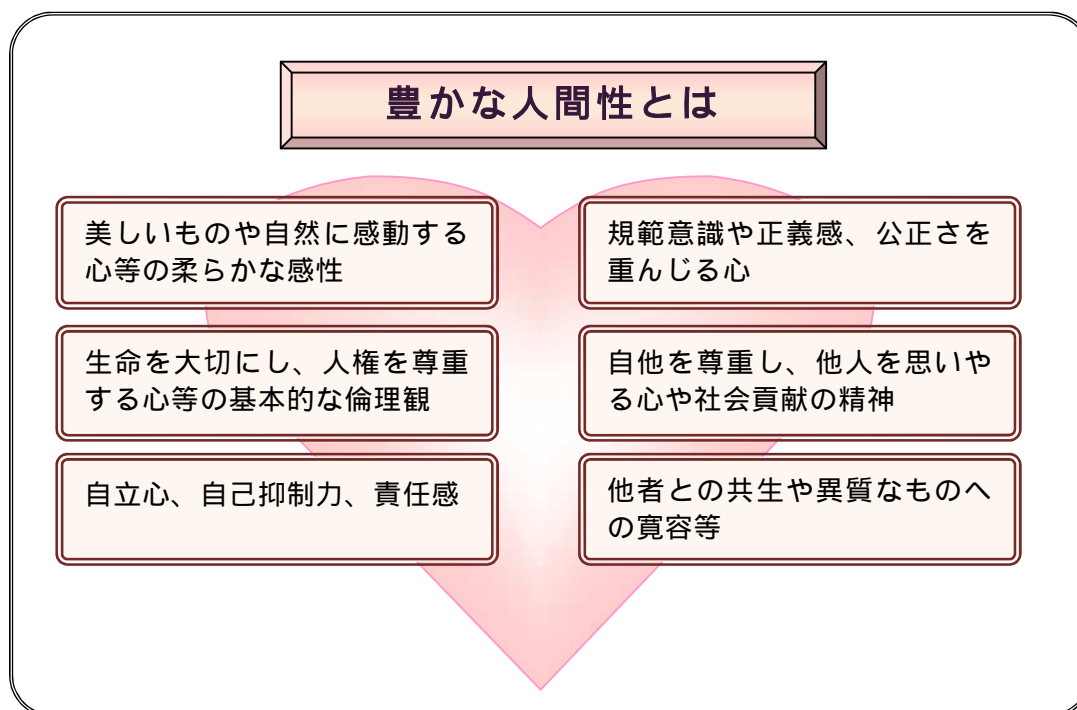 豊かな人間性とは
美しいものや自然に感動する
心等の柔らかな感性
規範意識や正義感、公正さを
重んじる心
生命を大切にし、人権を尊重
する心等の基本的な倫理観
自他を尊重し、他人を思いや
る心や社会貢献の精神
自立心、自己抑制力、責任感
他者との共生や異質なものへ
の寛容等